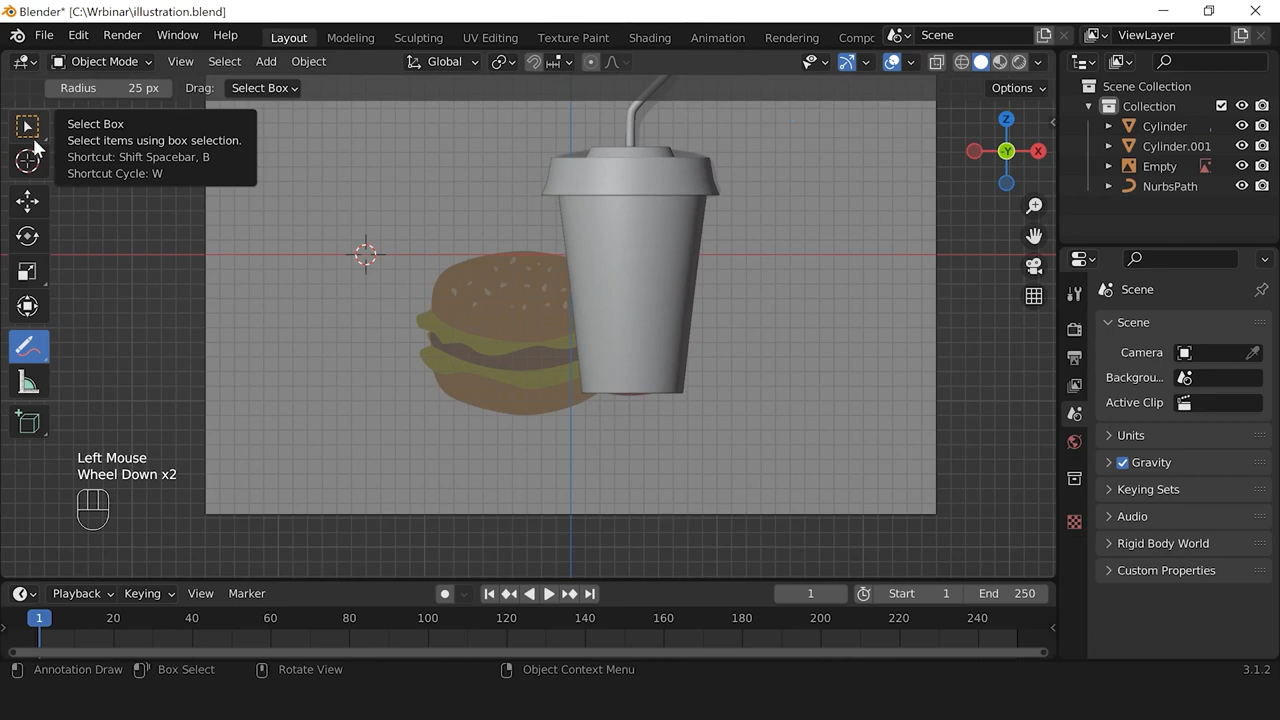 Blender* [C:\Wrbinar\illustration.blend]
File Edit Render Window Help Layout Modeling Sculpting UV Editing Texture Paint Shading Animation Rendering Compc Scene ViewLayer
Object Mode View Select Add Object Global
Radius 25 px Drag: Select Box Options
Scene Collection
Collection
Cylinder
Cylinder.001
Empty
NurbsPath
Select Box
Select items using box selection.
Shortcut: Shift Spacebar, B
Shortcut Cycle: W
Z
-Y
X
Scene
Scene
Camera
Backgrou...
Active Clip
Units
Gravity
Keying Sets
Audio
Rigid Body World
Custom Properties
Left Mouse
Wheel Down x2
Playback Keying View Marker 1 Start 1 End 250
1 20 40 60 80 100 120 140 160 180 200 220 240
Annotation Draw Box Select Rotate View Object Context Menu 3.1.2